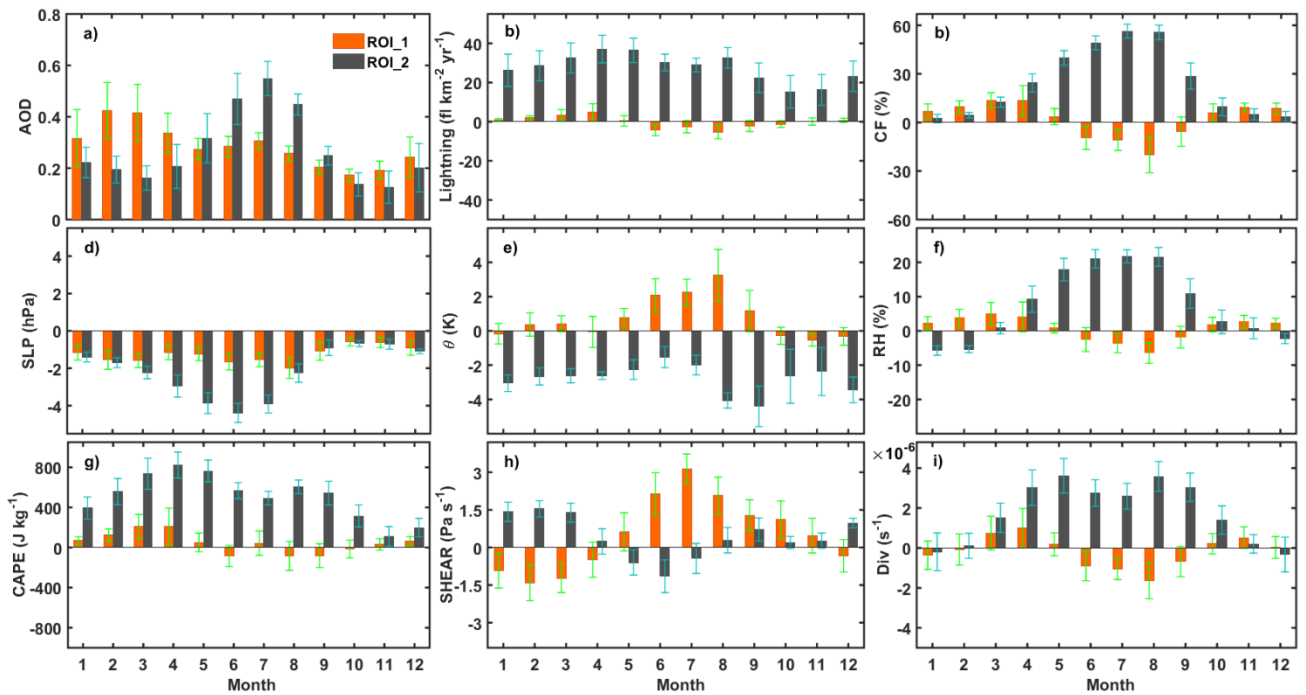 a)
ROI_1
ROI_2
0.8
0.6
0.4
0.2
0
AOD
b)
40
20
0
-20
-40
Lightning (fl km⁻² yr⁻¹)
b)
60
30
0
-30
-60
CF (%)
d)
4
2
0
-2
-4
SLP (hPa)
e)
4
2
0
-2
-4
θ (K)
f)
20
10
0
-10
-20
-30
RH (%)
g)
800
400
0
-400
-800
CAPE (J kg⁻¹)
1 2 3 4 5 6 7 8 9 10 11 12
Month
h)
3
1.5
0
-1.5
-3
SHEAR (Pa s⁻¹)
1 2 3 4 5 6 7 8 9 10 11 12
Month
×10⁻⁶
i)
4
2
0
-2
-4
Div (s⁻¹)
1 2 3 4 5 6 7 8 9 10 11 12
Month